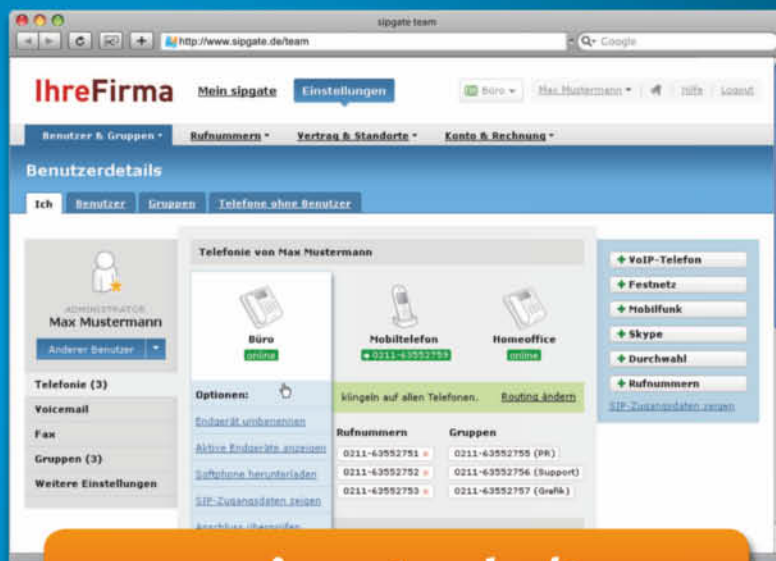 sipgate team
http://www.sipgate.de/team
Google
IhreFirma
Mein sipgate
Einstellungen
Büro
Max Mustermann
Hilfe
Logout
Benutzer & Gruppen
Rufnummern
Vertrag & Standorte
Konto & Rechnung
Benutzerdetails
Ich
Benutzer
Gruppen
Telefone ohne Benutzer
ADMINISTRATOR
Max Mustermann
Anderer Benutzer
Telefonie (3)
Voicemail
Fax
Gruppen (3)
Weitere Einstellungen
Telefonie von Max Mustermann
Büro
online
Mobiltelefon
0211-63552759
Homeoffice
online
Optionen:
Endgerät umbenennen
Aktive Endgeräte anzeigen
Softphone herunterladen
SIP-Zugangsdaten zeigen
Anschluss überprüfen
klingeln auf allen Telefonen.
Routing ändern
Rufnummern
0211-63552751
0211-63552752
0211-63552753
Gruppen
0211-63552755 (PR)
0211-63552756 (Support)
0211-63552757 (Grafik)
+ VoIP-Telefon
+ Festnetz
+ Mobilfunk
+ Skype
+ Durchwahl
+ Rufnummern
SIP-Zugangsdaten zeigen